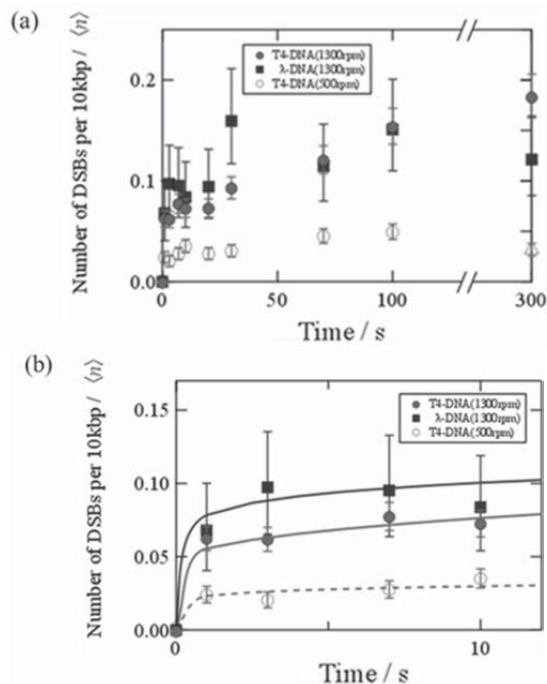 (a)
Number of DSBs per 10kbp / ⟨n⟩
0.2
0.1
0.0
T4-DNA(1300rpm)
λ-DNA(1300rpm)
T4-DNA(500rpm)
0
50
100
300
Time / s
(b)
Number of DSBs per 10kbp / ⟨n⟩
0.15
0.10
0.05
0.00
T4-DNA(1300rpm)
λ-DNA(1300rpm)
T4-DNA(500rpm)
0
10
Time / s